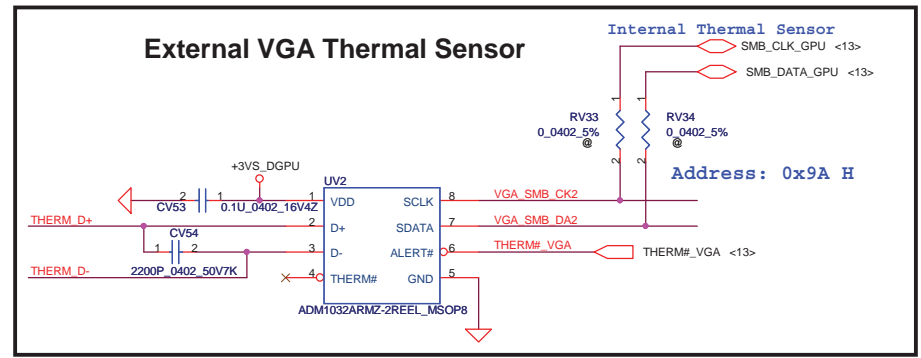 Internal Thermal Sensor
External VGA Thermal Sensor
SMB_CLK_GPU <13>
SMB_DATA_GPU <13>
1
1
RV33
0_0402_5%
@
RV34
0_0402_5%
@
2
2
+3VS_DGPU
Address: 0x9A H
UV2
2
1
1
VDD
SCLK
8
VGA_SMB_CK2
CV53
0.1U_0402_16V4Z
THERM_D+
2
D+
SDATA
7
VGA_SMB_DA2
CV54
1
2
3
D-
ALERT#
6
THERM#_VGA
THERM#_VGA <13>
THERM_D-
2200P_0402_50V7K
4
THERM#
GND
5
ADM1032ARMZ-2REEL_MSOP8